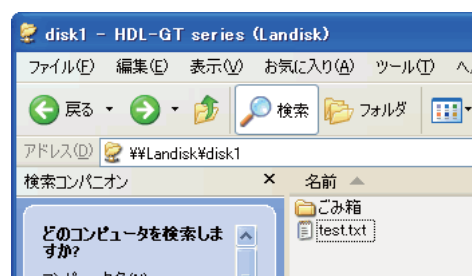 disk1 - HDL-GT series (Landisk)
ファイル(F) 編集(E) 表示(V) お気に入り(A) ツール(T) ヘ
戻る 検索 フォルダ
アドレス(D) ¥¥Landisk¥disk1
検索コンパニオン × 名前
ごみ箱
test.txt
どのコンピュータを検索しま
すか?